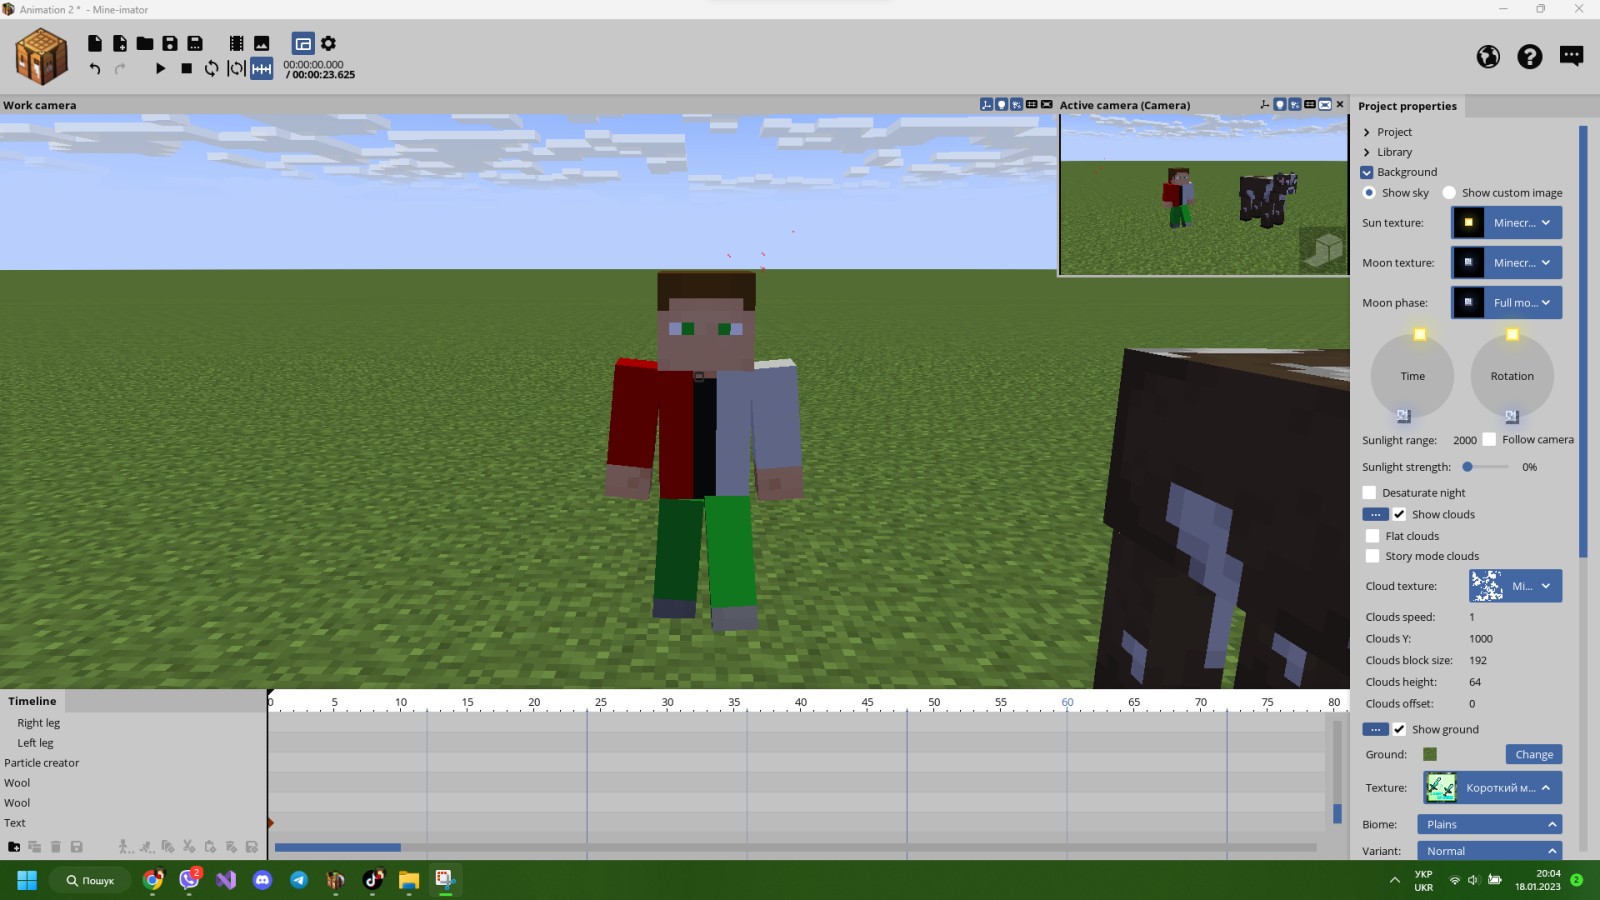 Animation 2 * - Mine-imator
00:00:00.000
/ 00:00:23.625
Work camera
Active camera (Camera)
Project properties
Project
Library
Background
Show sky
Show custom image
Sun texture:
Minecr...
Moon texture:
Minecr...
Moon phase:
Full mo...
Time
Rotation
Sunlight range: 2000
Follow camera
Sunlight strength: 0%
Desaturate night
Show clouds
Flat clouds
Story mode clouds
Cloud texture:
Mi...
Clouds speed: 1
Clouds Y: 1000
Clouds block size: 192
Clouds height: 64
Clouds offset: 0
Show ground
Ground:
Change
Texture:
Короткий м...
Biome:
Plains
Variant:
Normal
Timeline
0 5 10 15 20 25 30 35 40 45 50 55 60 65 70 75 80
Right leg
Left leg
Particle creator
Wool
Wool
Text
Пошук
2
УКР
UKR
20:04
18.01.2023
2